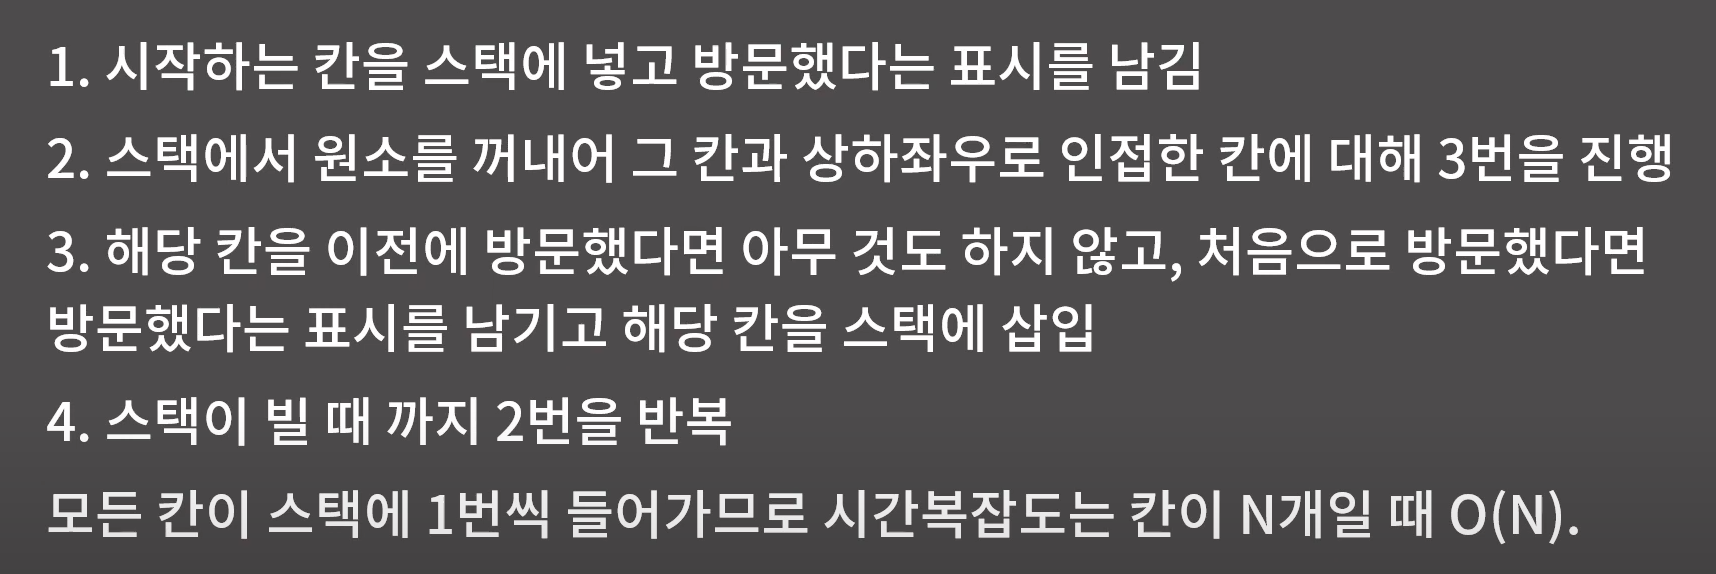 1. 시작하는 칸을 스택에 넣고 방문했다는 표시를 남김
2. 스택에서 원소를 꺼내어 그 칸과 상하좌우로 인접한 칸에 대해 3번을 진행
3. 해당 칸을 이전에 방문했다면 아무 것도 하지 않고, 처음으로 방문했다면
방문했다는 표시를 남기고 해당 칸을 스택에 삽입
4. 스택이 빌 때 까지 2번을 반복
모든 칸이 스택에 1번씩 들어가므로 시간복잡도는 칸이 N개일 때 O(N).